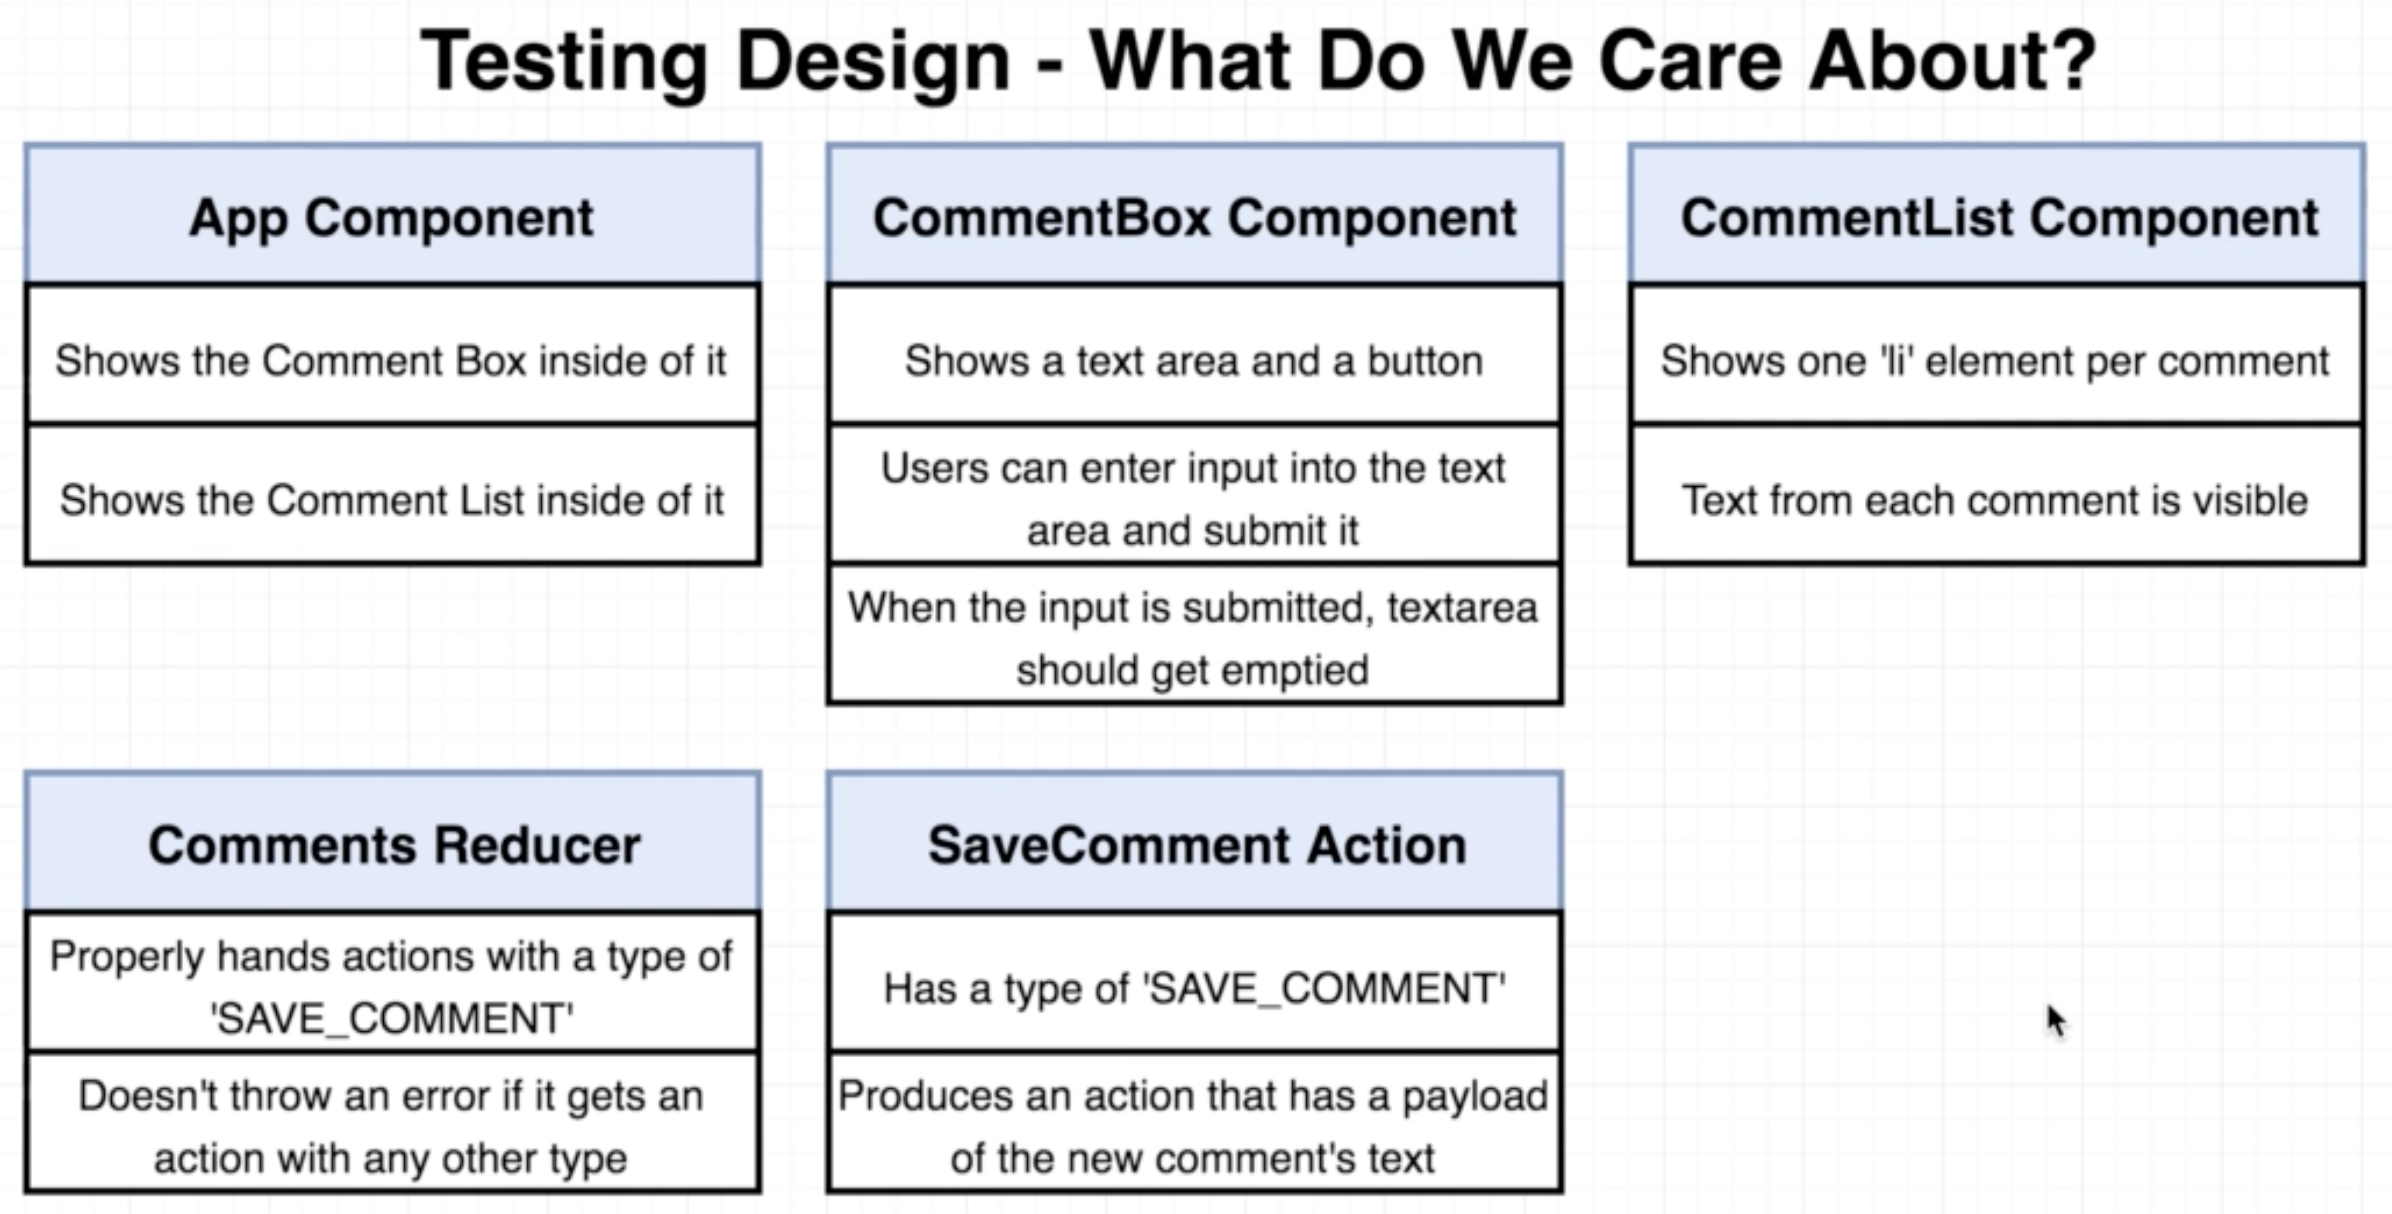 Testing Design - What Do We Care About?
App Component
Shows the Comment Box inside of it
Shows the Comment List inside of it
CommentBox Component
Shows a text area and a button
Users can enter input into the text
area and submit it
When the input is submitted, textarea
should get emptied
CommentList Component
Shows one 'li' element per comment
Text from each comment is visible
Comments Reducer
Properly hands actions with a type of
'SAVE_COMMENT'
Doesn't throw an error if it gets an
action with any other type
SaveComment Action
Has a type of 'SAVE_COMMENT'
Produces an action that has a payload
of the new comment's text